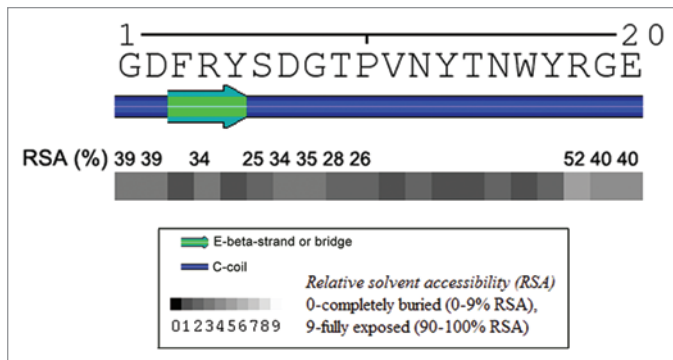 1 20
GDFRYSDGTPVNYTNWYRGE
RSA (%) 39 39 34 25 34 35 28 26 52 40 40
E-beta-strand or bridge
C-coil
Relative solvent accessibility (RSA)
0-completely buried (0-9% RSA),
0123456789 9-fully exposed (90-100% RSA)